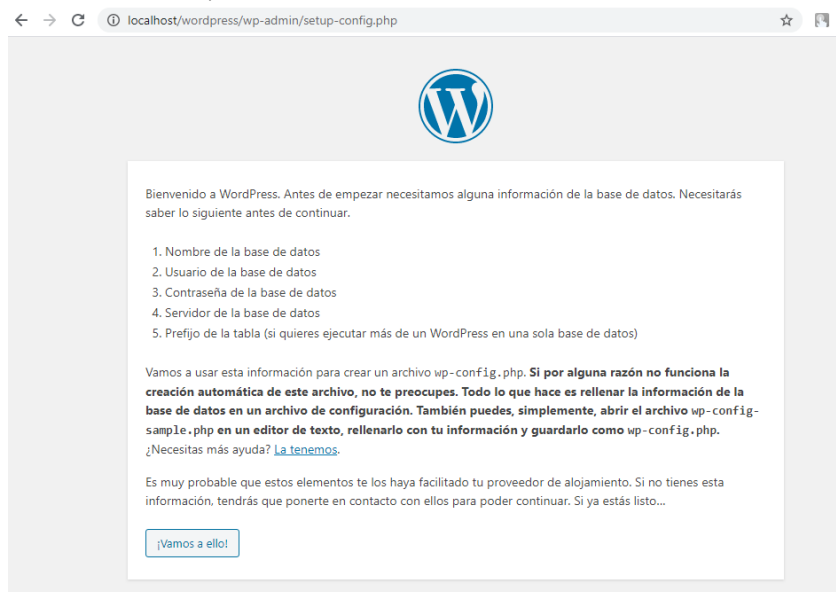 localhost/wordpress/wp-admin/setup-config.php
Bienvenido a WordPress. Antes de empezar necesitamos alguna información de la base de datos. Necesitarás
saber lo siguiente antes de continuar.
1. Nombre de la base de datos
2. Usuario de la base de datos
3. Contraseña de la base de datos
4. Servidor de la base de datos
5. Prefijo de la tabla (si quieres ejecutar más de un WordPress en una sola base de datos)
Vamos a usar esta información para crear un archivo wp-config.php. Si por alguna razón no funciona la
creación automática de este archivo, no te preocupes. Todo lo que hace es rellenar la información de la
base de datos en un archivo de configuración. También puedes, simplemente, abrir el archivo wp-config-
sample.php en un editor de texto, rellenarlo con tu información y guardarlo como wp-config.php.
¿Necesitas más ayuda? La tenemos.
Es muy probable que estos elementos te los haya facilitado tu proveedor de alojamiento. Si no tienes esta
información, tendrás que ponerte en contacto con ellos para poder continuar. Si ya estás listo...
¡Vamos a ello!